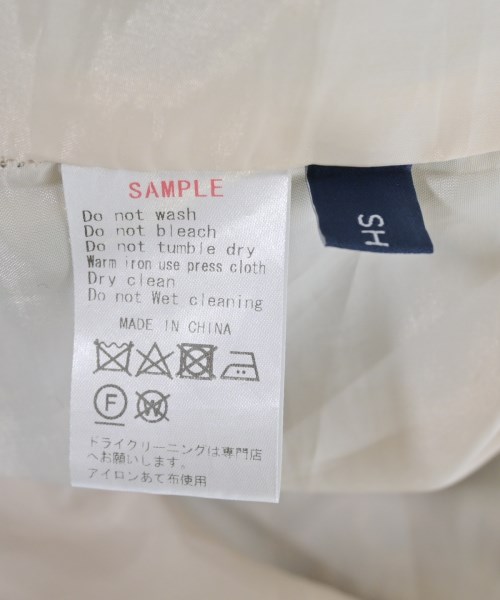 SAMPLE
Do not wash
Do not bleach
Do not tumble dry
Warm iron use press cloth
Dry clean
Do not Wet cleaning
MADE IN CHINA
F W
ドライクリーニングは専門店
へお願いします。
アイロンあて布使用
SH